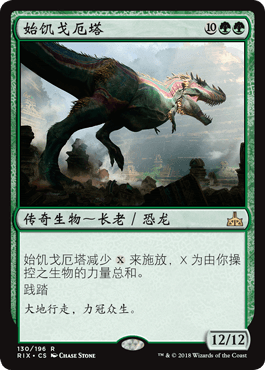 始饥戈厄塔 10
传奇生物～长老 / 恐龙
始饥戈厄塔减少 X 来施放，X 为由你操
控之生物的力量总和。
践踏
大地行走，力冠众生。
12/12
130/196 R
RIX • CS CHASE STONE
™ & © 2018 Wizards of the Coast